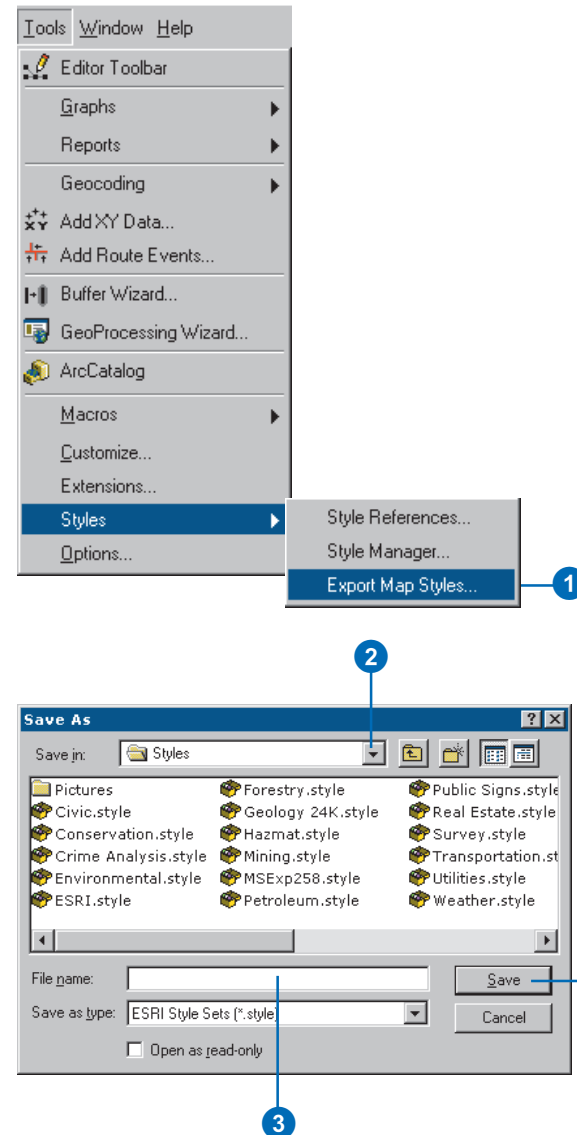 Tools Window Help
Editor Toolbar
Graphs
Reports
Geocoding
Add XY Data...
Add Route Events...
Buffer Wizard...
GeoProcessing Wizard...
ArcCatalog
Macros
Customize...
Extensions...
Styles
Options...
Style References...
Style Manager...
Export Map Styles...
1
2
Save As
Save in: Styles
Pictures Forestry.style Public Signs.style
Civic.style Geology 24K.style Real Estate.style
Conservation.style Hazmat.style Survey.style
Crime Analysis.style Mining.style Transportation.st
Environmental.style MSExp258.style Utilities.style
ESRI.style Petroleum.style Weather.style
File name: Save
Save as type: ESRI Style Sets (*.style) Cancel
Open as read-only
3